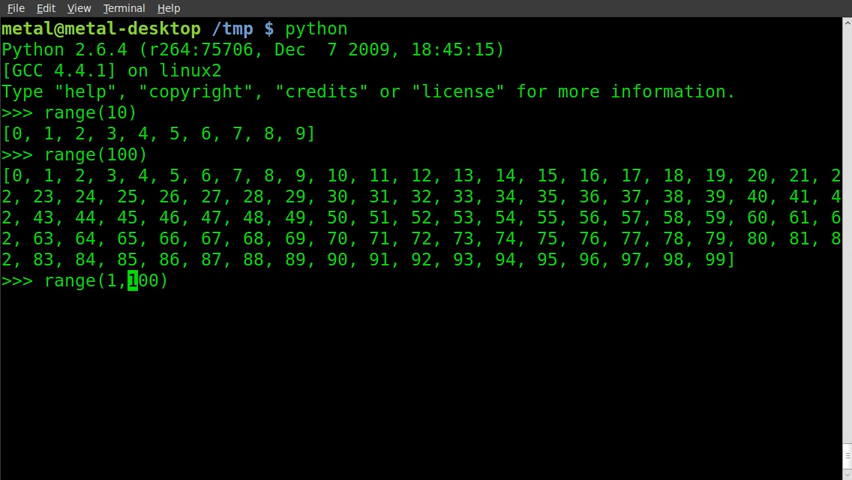 File Edit View Terminal Help
metal@metal-desktop /tmp $ python
Python 2.6.4 (r264:75706, Dec  7 2009, 18:45:15)
[GCC 4.4.1] on linux2
Type "help", "copyright", "credits" or "license" for more information.
>>> range(10)
[0, 1, 2, 3, 4, 5, 6, 7, 8, 9]
>>> range(100)
[0, 1, 2, 3, 4, 5, 6, 7, 8, 9, 10, 11, 12, 13, 14, 15, 16, 17, 18, 19, 20, 21, 2
2, 23, 24, 25, 26, 27, 28, 29, 30, 31, 32, 33, 34, 35, 36, 37, 38, 39, 40, 41, 4
2, 43, 44, 45, 46, 47, 48, 49, 50, 51, 52, 53, 54, 55, 56, 57, 58, 59, 60, 61, 6
2, 63, 64, 65, 66, 67, 68, 69, 70, 71, 72, 73, 74, 75, 76, 77, 78, 79, 80, 81, 8
2, 83, 84, 85, 86, 87, 88, 89, 90, 91, 92, 93, 94, 95, 96, 97, 98, 99]
>>> range(1,100)